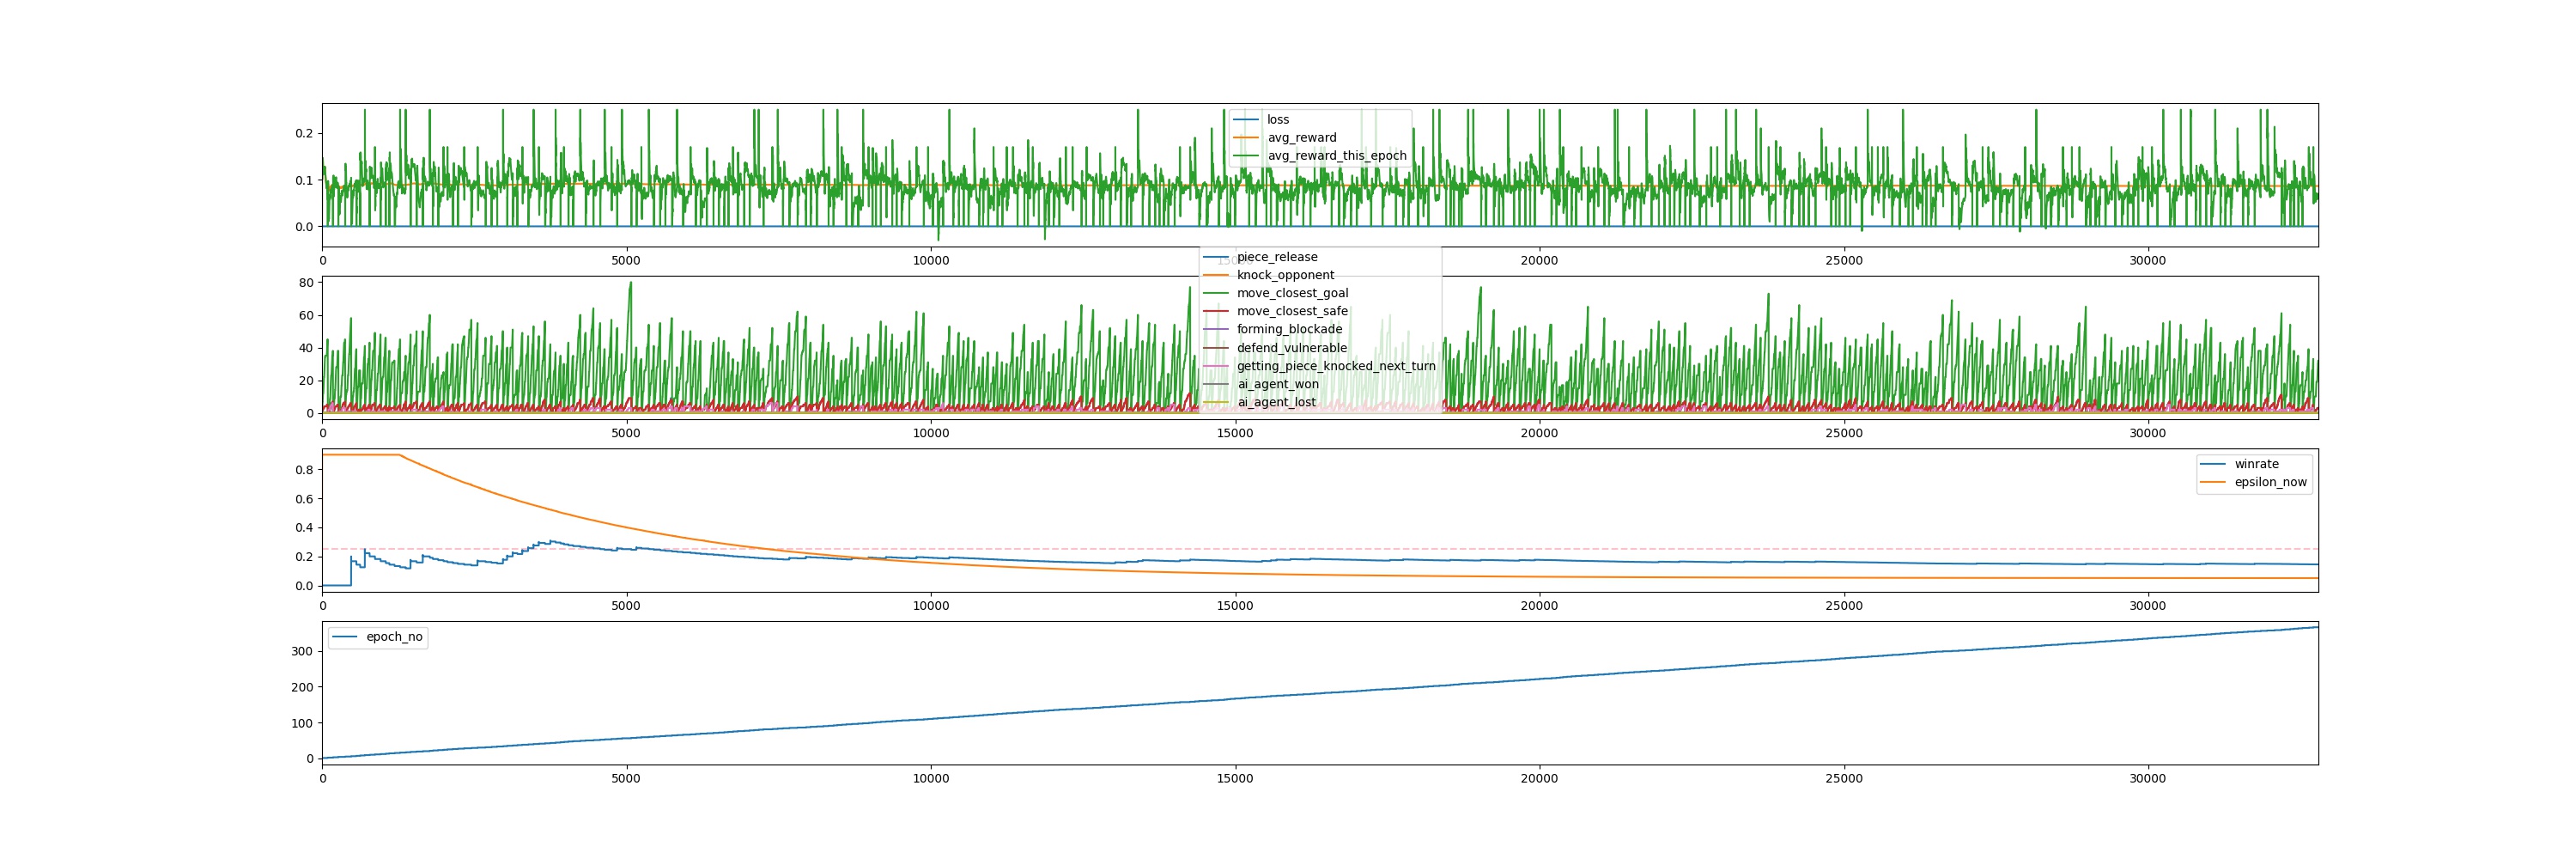 0.2
0.1
0.0
loss
avg_reward
avg_reward_this_epoch
0 5000 10000 15000 20000 25000 30000
80
60
40
20
0
piece_release
knock_opponent
move_closest_goal
move_closest_safe
forming_blockade
defend_vulnerable
getting_piece_knocked_next_turn
ai_agent_won
ai_agent_lost
0 5000 10000 15000 20000 25000 30000
0.8
0.6
0.4
0.2
0.0
winrate
epsilon_now
0 5000 10000 15000 20000 25000 30000
epoch_no
300
200
100
0
0 5000 10000 15000 20000 25000 30000